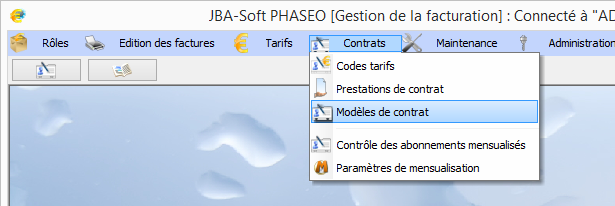 JBA-Soft PHASEO [Gestion de la facturation] : Connecté à "AD
Rôles Edition des factures Tarifs Contrats Maintenance Administration
Codes tarifs
Prestations de contrat
Modèles de contrat
Contrôle des abonnements mensualisés
Paramètres de mensualisation